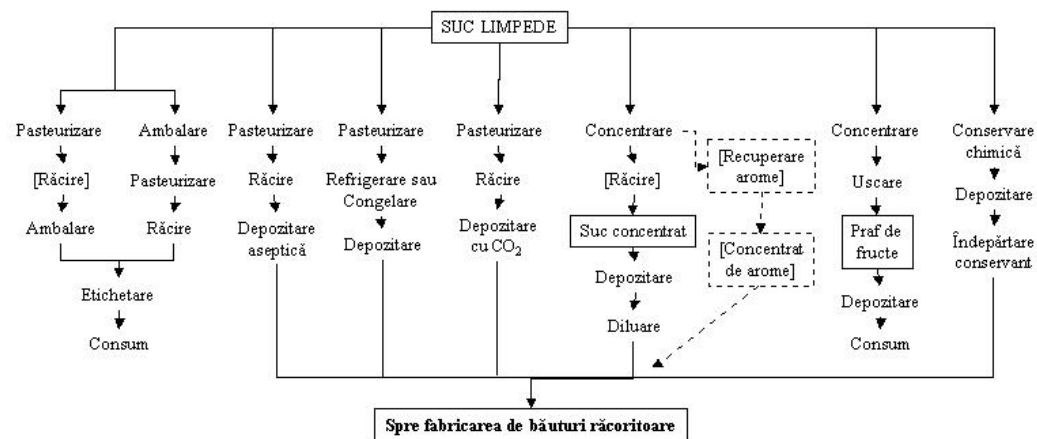 SUC LIMPEDE
Pasteurizare
[Răcire]
Ambalare
Ambalare
Pasteurizare
Răcire
Etichetare
Consum
Pasteurizare
Răcire
Depozitare
aseptică
Pasteurizare
Refrigerare sau
Congelare
Depozitare
Pasteurizare
Răcire
Depozitare
cu CO₂
Concentrare
[Răcire]
Suc concentrat
Depozitare
Diluare
[Recuperare
arome]
[Concentrat
de arome]
Concentrare
Uscare
Praf de
fructe
Depozitare
Consum
Conservare
chimică
Depozitare
Îndepărtare
conservant
Spre fabricarea de băuturi răcoritoare